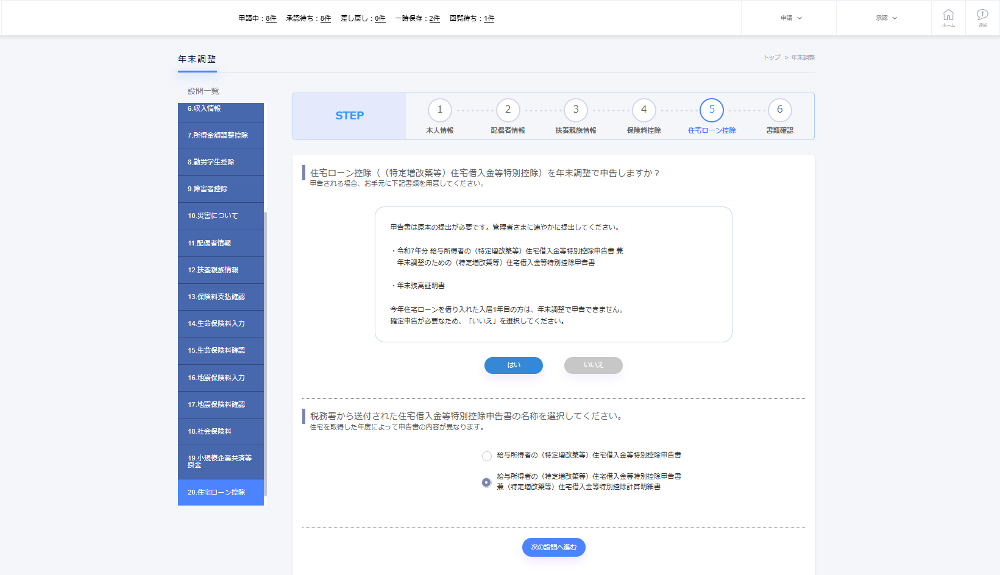 申請中：8件 承認待ち：8件 差し戻し：0件 一時保存：2件 回覧待ち：1件
申請
承認
ホーム
通知
年末調整
トップ > 年末調整
設問一覧
6.収入情報
7.所得金額調整控除
8.勤労学生控除
9.障害者控除
10.災害について
11.配偶者情報
12.扶養親族情報
13.保険料支払確認
14.生命保険料入力
15.生命保険料確認
16.地震保険料入力
17.地震保険料確認
18.社会保険料
19.小規模企業共済等
掛金
20.住宅ローン控除
STEP
1
本人情報
2
配偶者情報
3
扶養親族情報
4
保険料控除
5
住宅ローン控除
6
書類確認
住宅ローン控除（（特定増改築等）住宅借入金等特別控除）を年末調整で申告しますか？
申告される場合、お手元に下記書類を用意してください。
申告書は原本の提出が必要です。管理者さまに速やかに提出してください。
・令和7年分 給与所得者の（特定増改築等）住宅借入金等特別控除申告書 兼
年末調整のための（特定増改築等）住宅借入金等特別控除申告書
・年末残高証明書
今年住宅ローンを借り入れた入居1年目の方は、年末調整で申告できません。
確定申告が必要なため、「いいえ」を選択してください。
はい
いいえ
税務署から送付された住宅借入金等特別控除申告書の名称を選択してください。
住宅を取得した年度によって申告書の内容が異なります。
給与所得者の（特定増改築等）住宅借入金等特別控除申告書
給与所得者の（特定増改築等）住宅借入金等特別控除申告書
兼（特定増改築等）住宅借入金等特別控除計算明細書
次の設問へ進む